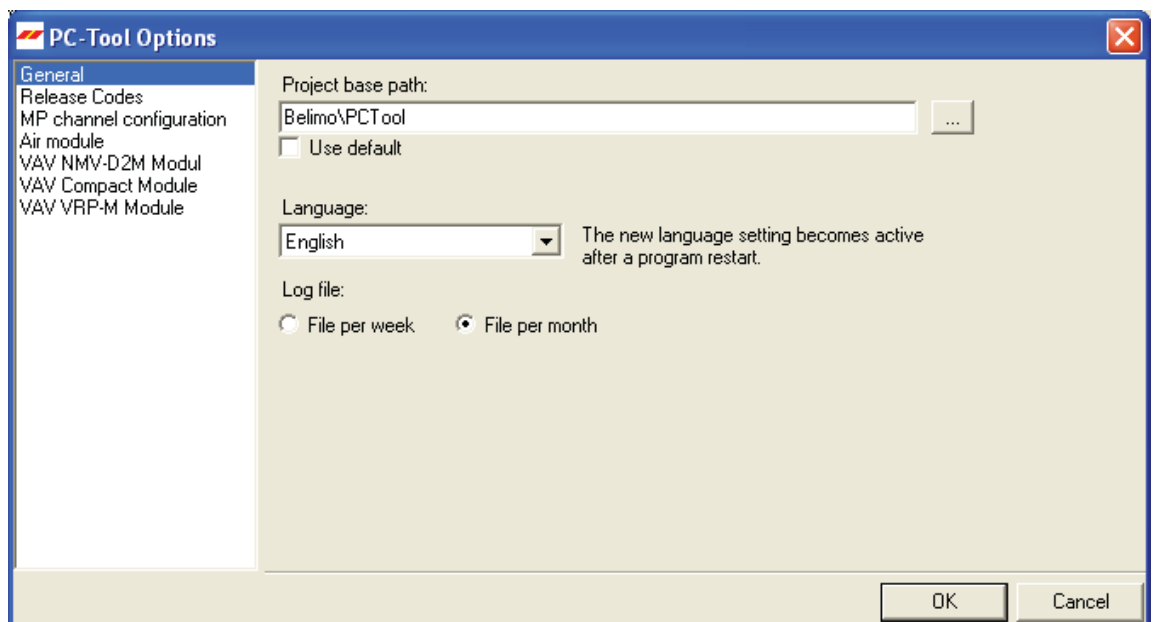 PC-Tool Options
General
Release Codes
MP channel configuration
Air module
VAV NMV-D2M Modul
VAV Compact Module
VAV VRP-M Module
Project base path:
Belimo\PCTool
...
Use default
Language:
English
The new language setting becomes active
after a program restart.
Log file:
File per week
File per month
OK
Cancel